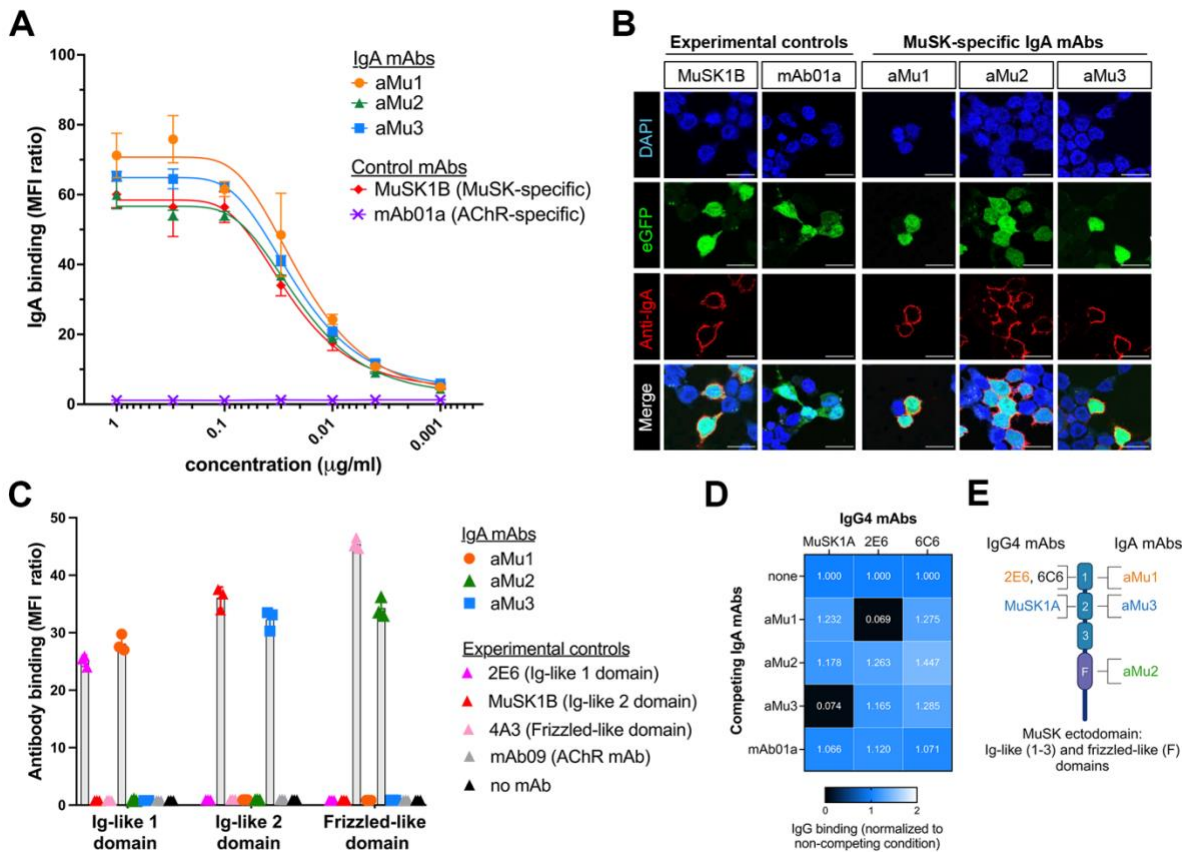 A
100
80
60
40
20
0
IgA binding (MFI ratio)
1
0.1
0.01
0.001
concentration (μg/ml)
IgA mAbs
aMu1
aMu2
aMu3
Control mAbs
MuSK1B (MuSK-specific)
mAb01a (AChR-specific)
B
Experimental controls
MuSK-specific IgA mAbs
MuSK1B
mAb01a
aMu1
aMu2
aMu3
DAPI
eGFP
Anti-IgA
Merge
C
50
40
30
20
10
0
Antibody binding (MFI ratio)
Ig-like 1
domain
Ig-like 2
domain
Frizzled-like
domain
IgA mAbs
aMu1
aMu2
aMu3
Experimental controls
2E6 (Ig-like 1 domain)
MuSK1B (Ig-like 2 domain)
4A3 (Frizzled-like domain)
mAb09 (AChR mAb)
no mAb
D
IgG4 mAbs
MuSK1A 2E6 6C6
Competing IgA mAbs
none 1.000 1.000 1.000
aMu1 1.232 0.069 1.275
aMu2 1.178 1.263 1.447
aMu3 0.074 1.165 1.285
mAb01a 1.066 1.120 1.071
0 1 2
IgG binding (normalized to
non-competing condition)
E
IgG4 mAbs
IgA mAbs
2E6, 6C6 1 aMu1
MuSK1A 2 aMu3
3
F aMu2
MuSK ectodomain:
Ig-like (1-3) and frizzled-like (F)
domains